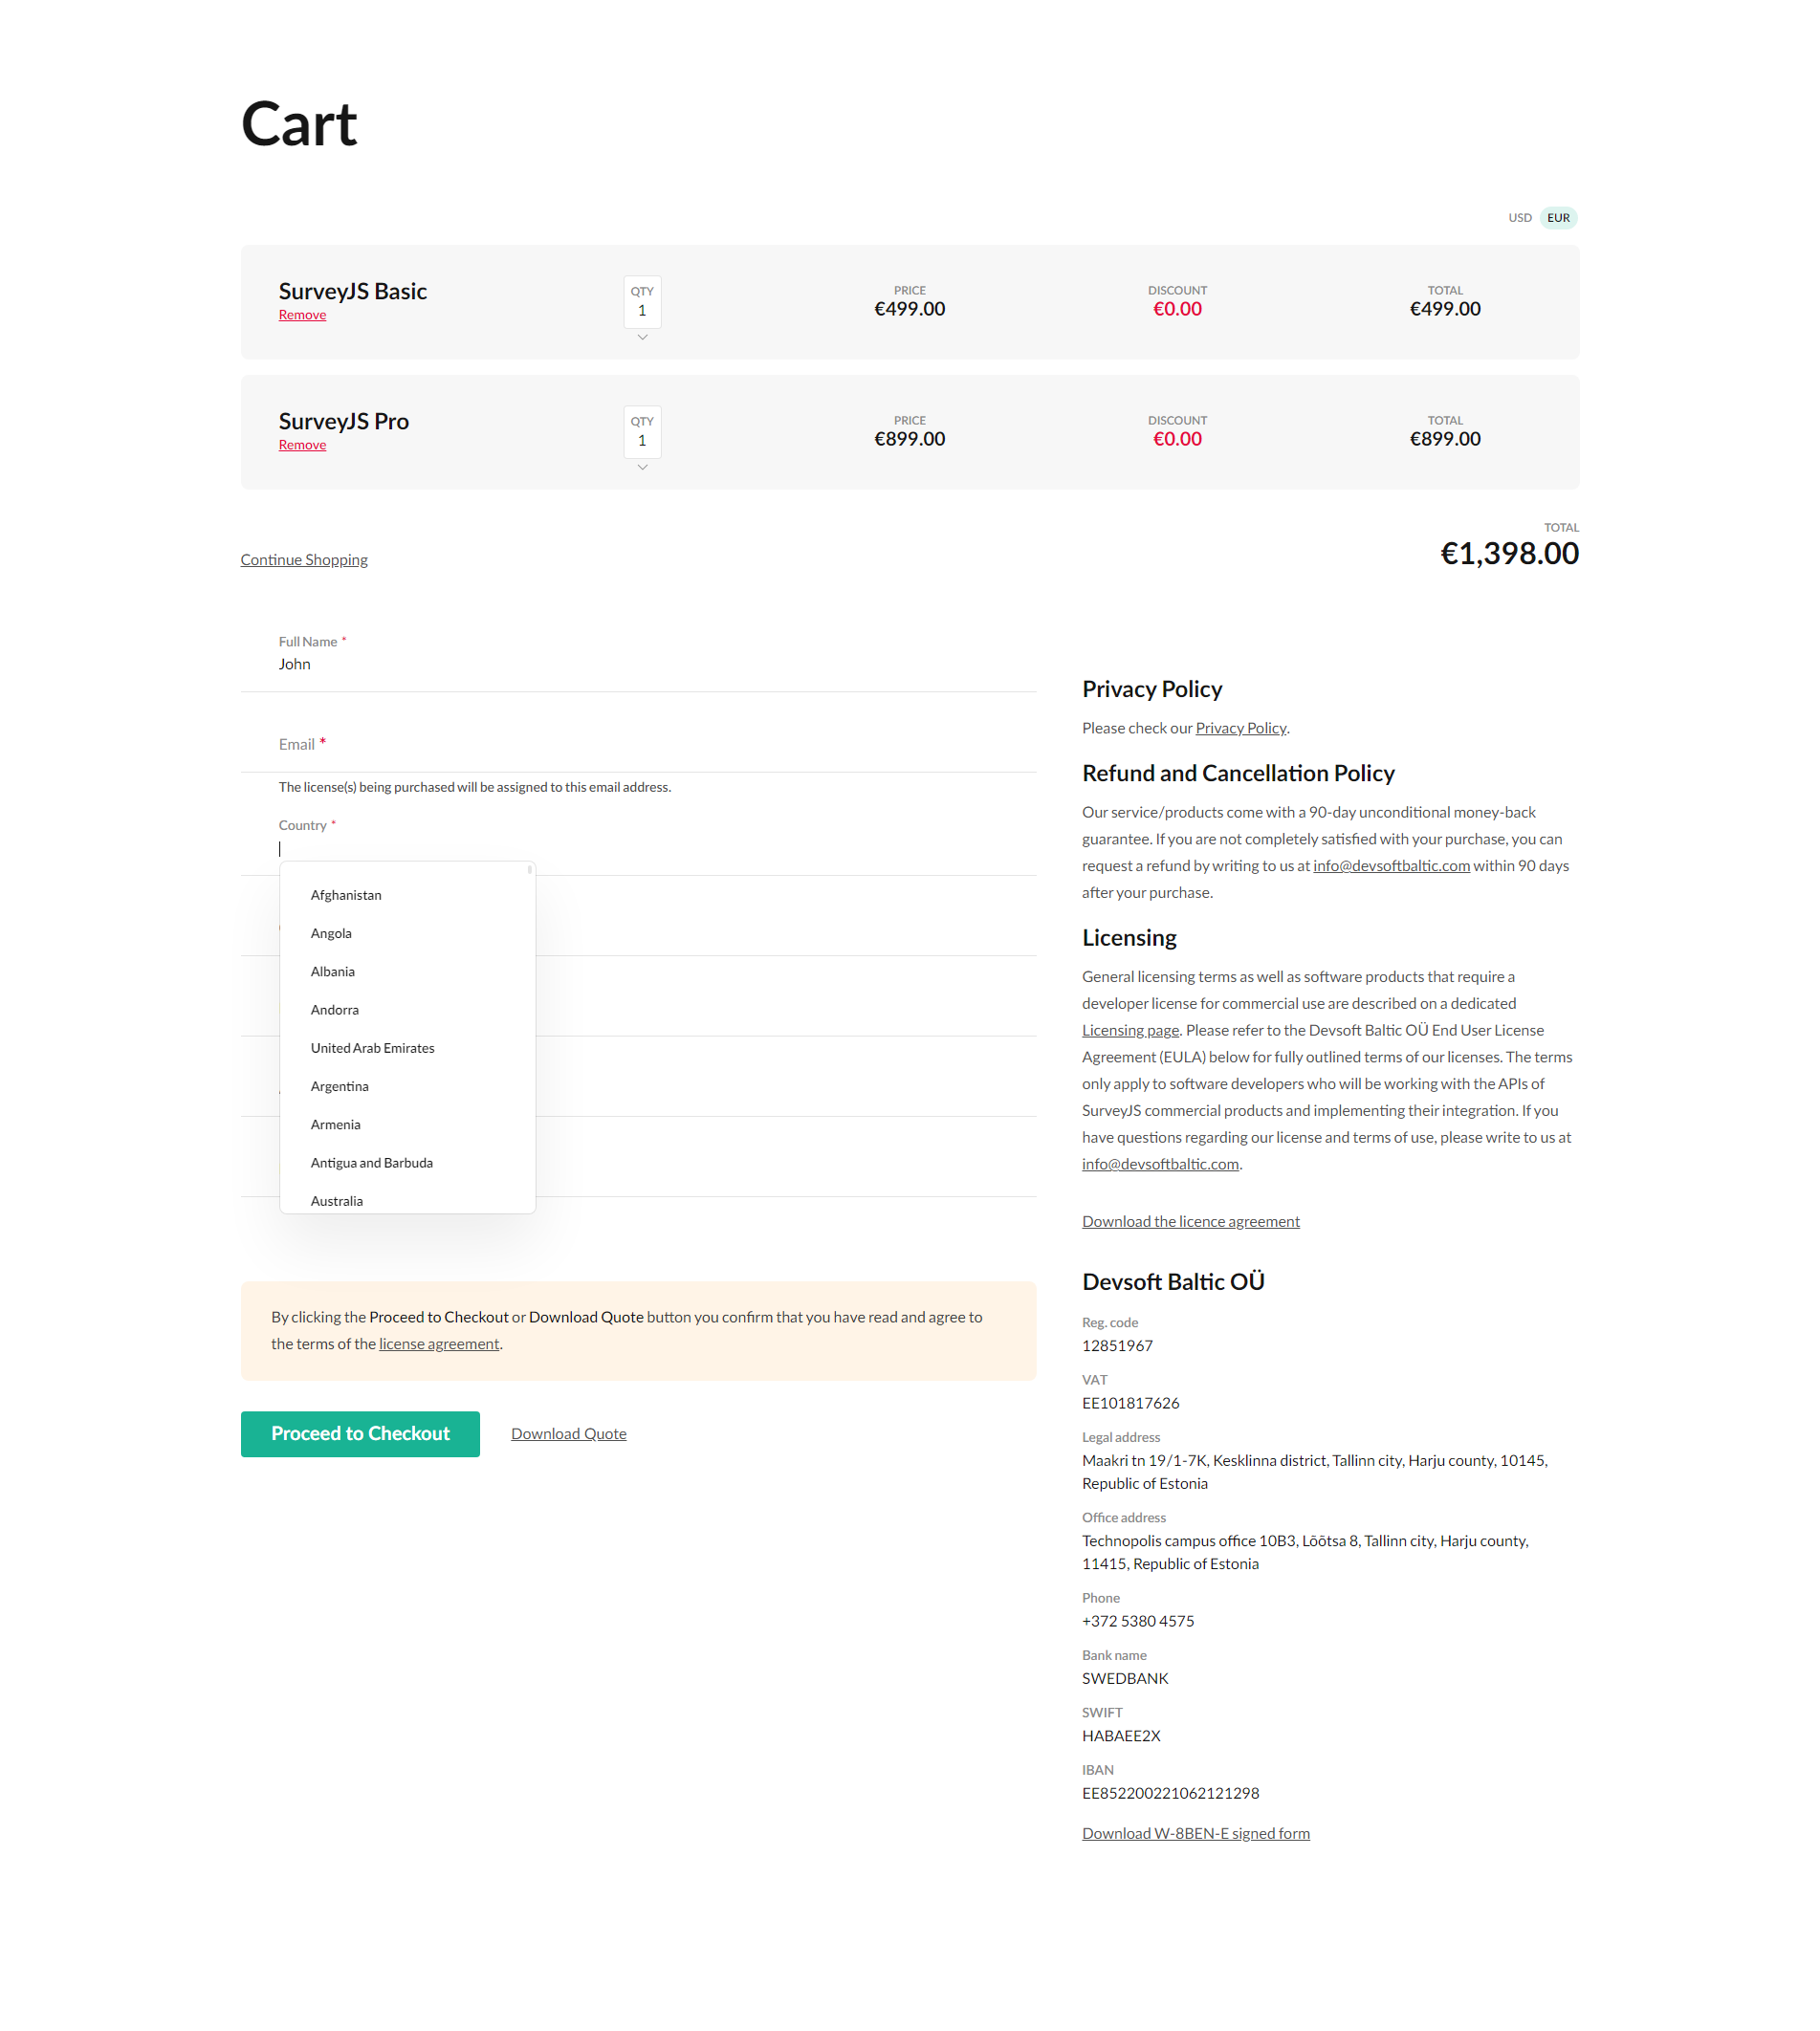 Cart
USD EUR
SurveyJS Basic
Remove
QTY
1
PRICE
€499.00
DISCOUNT
€0.00
TOTAL
€499.00
SurveyJS Pro
Remove
QTY
1
PRICE
€899.00
DISCOUNT
€0.00
TOTAL
€899.00
Continue Shopping
TOTAL
€1,398.00
Full Name *
John
Email *
The license(s) being purchased will be assigned to this email address.
Country *
Afghanistan
Angola
Albania
Andorra
United Arab Emirates
Argentina
Armenia
Antigua and Barbuda
Australia
By clicking the Proceed to Checkout or Download Quote button you confirm that you have read and agree to
the terms of the license agreement.
Proceed to Checkout
Download Quote
Privacy Policy
Please check our Privacy Policy.
Refund and Cancellation Policy
Our service/products come with a 90-day unconditional money-back
guarantee. If you are not completely satisfied with your purchase, you can
request a refund by writing to us at info@devsoftbaltic.com within 90 days
after your purchase.
Licensing
General licensing terms as well as software products that require a
developer license for commercial use are described on a dedicated
Licensing page. Please refer to the Devsoft Baltic OÜ End User License
Agreement (EULA) below for fully outlined terms of our licenses. The terms
only apply to software developers who will be working with the APIs of
SurveyJS commercial products and implementing their integration. If you
have questions regarding our license and terms of use, please write to us at
info@devsoftbaltic.com.
Download the licence agreement
Devsoft Baltic OÜ
Reg. code
12851967
VAT
EE101817626
Legal address
Maakri tn 19/1-7K, Kesklinna district, Tallinn city, Harju county, 10145,
Republic of Estonia
Office address
Technopolis campus office 10B3, Lõõtsa 8, Tallinn city, Harju county,
11415, Republic of Estonia
Phone
+372 5380 4575
Bank name
SWEDBANK
SWIFT
HABAEE2X
IBAN
EE852200221062121298
Download W-8BEN-E signed form